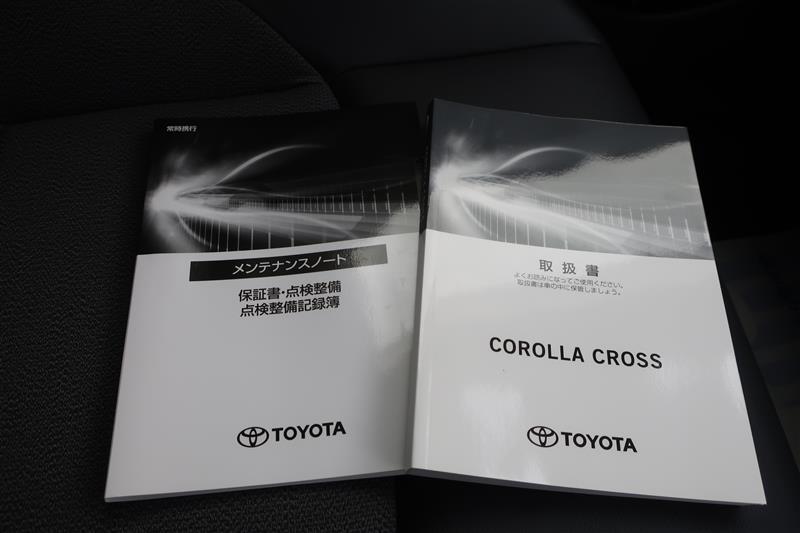 常時携行
メンテナンスノート
保証書・点検整備
点検整備記録簿
TOYOTA
取扱書
よくお読みになってご使用ください。
取扱書は車の中に保管しましょう。
COROLLA CROSS
TOYOTA